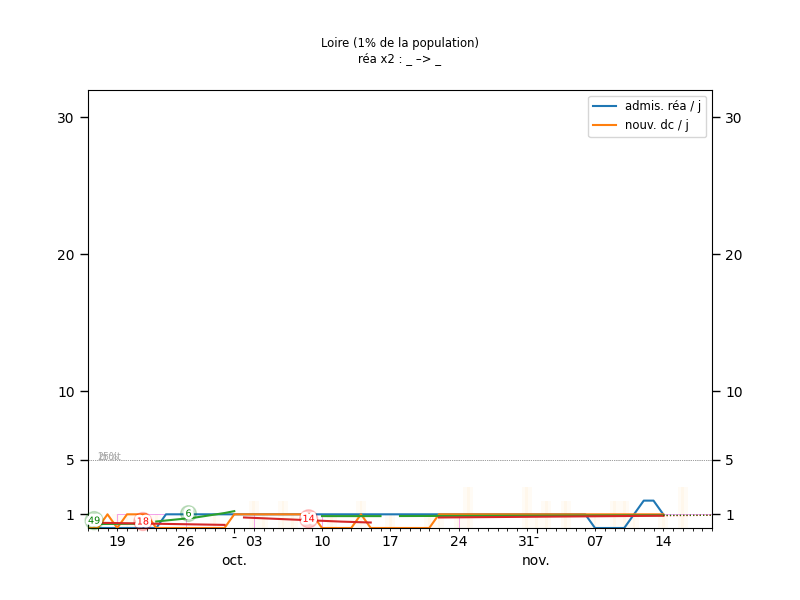 Loire (1% de la population)
réa x2 : _ –> _
admis. réa / j
nouv. dc / j
30 30
20 20
10 10
5 5
1 1
49 18 6 14
19 26 - 03 10 17 24 31- 07 14
oct. nov.